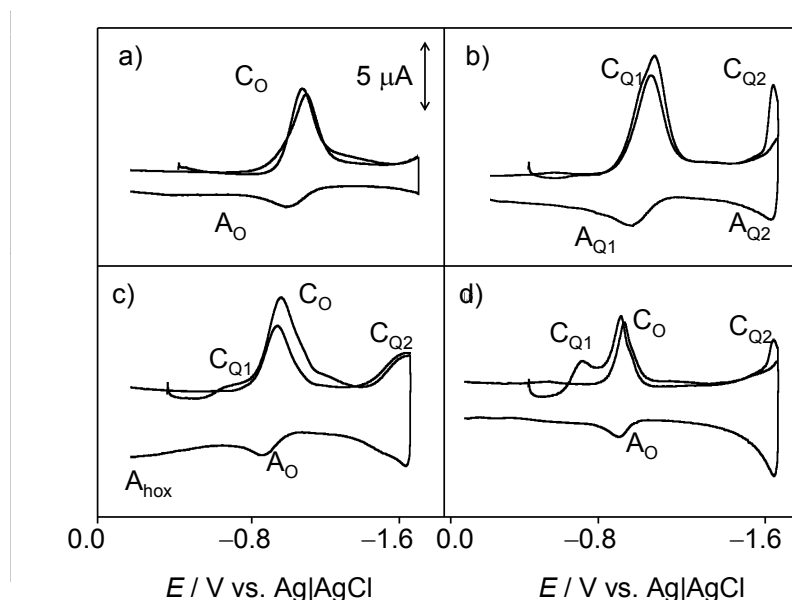 a)
C_O
5 μA
A_O
b)
C_Q1
C_Q2
A_Q1
A_Q2
c)
C_O
C_Q1
C_Q2
A_O
A_hox
d)
C_Q1
C_O
C_Q2
A_O
0.0 −0.8 −1.6 0.0 −0.8 −1.6
E / V vs. Ag|AgCl E / V vs. Ag|AgCl